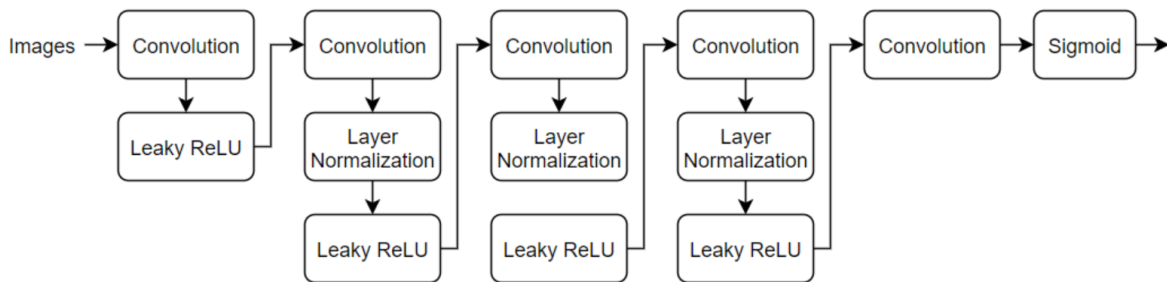 Images
Convolution
Leaky ReLU
Convolution
Layer
Normalization
Leaky ReLU
Convolution
Layer
Normalization
Leaky ReLU
Convolution
Layer
Normalization
Leaky ReLU
Convolution
Sigmoid